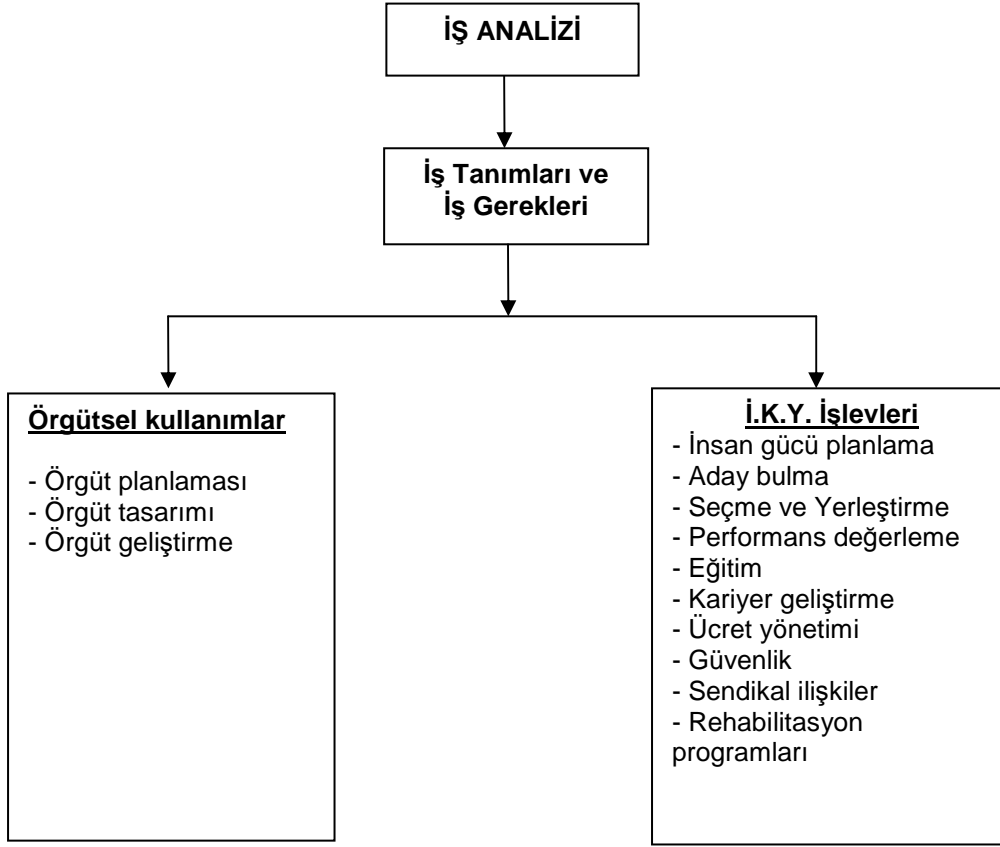 İŞ ANALİZİ
İş Tanımları ve
İş Gerekleri
Örgütsel kullanımlar
- Örgüt planlaması
- Örgüt tasarımı
- Örgüt geliştirme
İ.K.Y. İşlevleri
- İnsan gücü planlama
- Aday bulma
- Seçme ve Yerleştirme
- Performans değerleme
- Eğitim
- Kariyer geliştirme
- Ücret yönetimi
- Güvenlik
- Sendikal ilişkiler
- Rehabilitasyon
programları